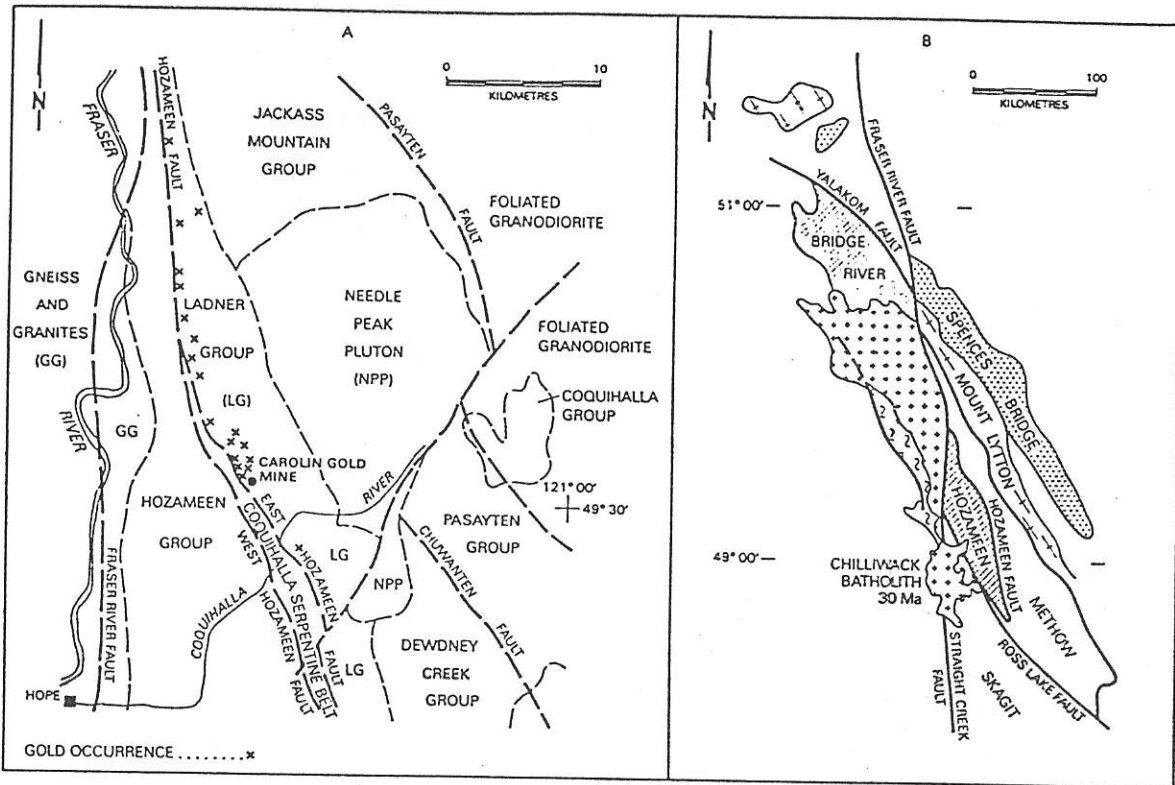 A
N
0 10
KILOMETRES
HOZAMEEN
FAULT
FRASER
RIVER
JACKASS
MOUNTAIN
GROUP
PASAYTEN
FAULT
FOLIATED
GRANODIORITE
GNEISS
AND
GRANITES
(GG)
LADNER
GROUP
(LG)
NEEDLE
PEAK
PLUTON
(NPP)
FOLIATED
GRANODIORITE
COQUIHALLA
GROUP
GG
CAROLIN GOLD
MINE
RIVER
121° 00'
49° 30'
HOZAMEEN
GROUP
EAST
HOZAMEEN
FAULT
COQUIHALLA SERPENTINE BELT
WEST
HOZAMEEN
FAULT
LG
NPP
PASAYTEN
GROUP
CHUWANTEN
FAULT
FRASER RIVER FAULT
COQUIHALLA
LG
DEWDNEY
CREEK
GROUP
HOPE
GOLD OCCURRENCE ........x
B
N
0 100
KILOMETRES
FRASER RIVER FAULT
YALAKOM
FAULT
51° 00'
BRIDGE
RIVER
SPENCES
BRIDGE
MOUNT LYTTON
HOZAMEEN
HOZAMEEN FAULT
49° 00'
CHILLIWACK
BATHOLITH
30 Ma
METHOW
STRAIGHT CREEK
FAULT
SKAGIT
ROSS LAKE FAULT